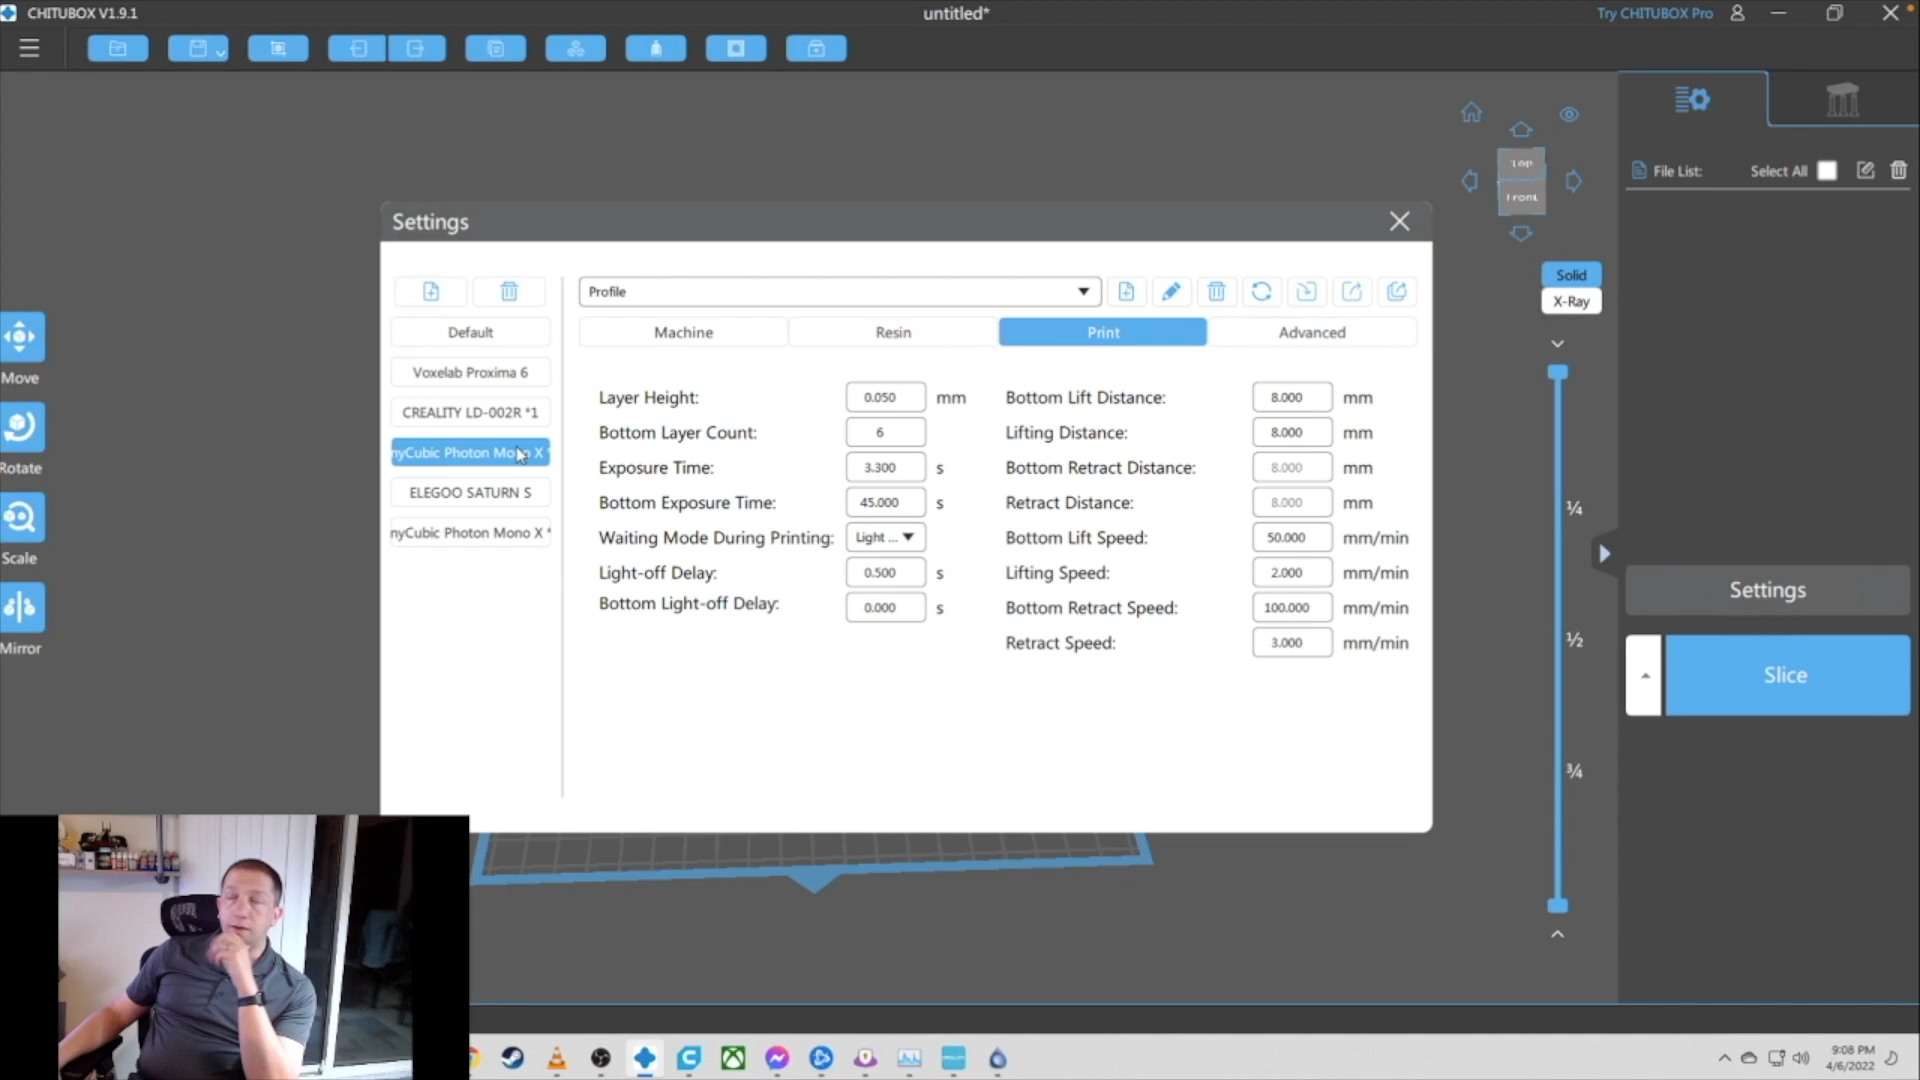 CHITUBOX V1.9.1
untitled*
Try CHITUBOX Pro
Top
Front
File List:
Select All
Settings
Solid
X-Ray
Profile
Default
Machine
Resin
Print
Advanced
Voxelab Proxima 6
CREALITY LD-002R *1
nyCubic Photon Mono X *
ELEGOO SATURN S
nyCubic Photon Mono X *
Layer Height: 0.050 mm
Bottom Layer Count: 6
Exposure Time: 3.300 s
Bottom Exposure Time: 45.000 s
Waiting Mode During Printing: Light ...
Light-off Delay: 0.500 s
Bottom Light-off Delay: 0.000 s
Bottom Lift Distance: 8.000 mm
Lifting Distance: 8.000 mm
Bottom Retract Distance: 8.000 mm
Retract Distance: 8.000 mm
Bottom Lift Speed: 50.000 mm/min
Lifting Speed: 2.000 mm/min
Bottom Retract Speed: 100.000 mm/min
Retract Speed: 3.000 mm/min
Move
Rotate
Scale
Mirror
¼
½
¾
Settings
Slice
9:08 PM
4/6/2022